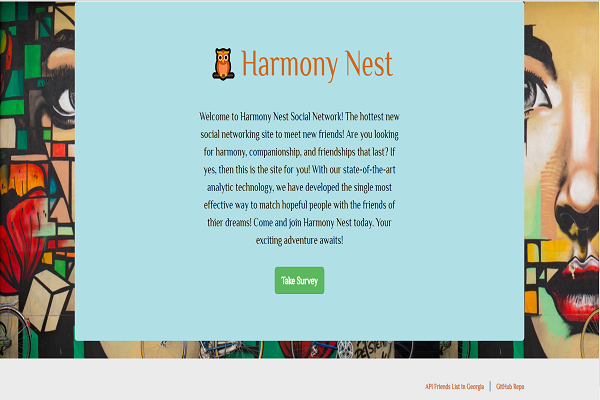 Harmony Nest
Welcome to Harmony Nest Social Network! The hottest new
social networking site to meet new friends! Are you looking
for harmony, companionship, and friendships that last? If
yes, then this is the site for you! With our state-of-the-art
analytic technology, we have developed the single most
effective way to match hopeful people with the friends of
thier dreams! Come and join Harmony Nest today. Your
exciting adventure awaits!
Take Survey
API Friends List to Georgia | GitHub Repo